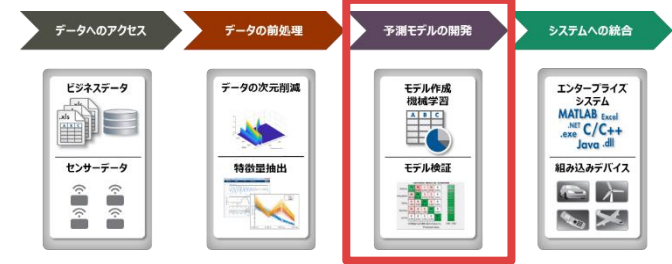 データへのアクセス
データの前処理
予測モデルの開発
システムへの統合
ビジネスデータ
.xls
センサーデータ
データの次元削減
特徴量抽出
モデル作成
機械学習
A B C
モデル検証
エンタープライズ
システム
MATLAB Excel
.NET C/C++
.exe
Java .dll
組み込みデバイス